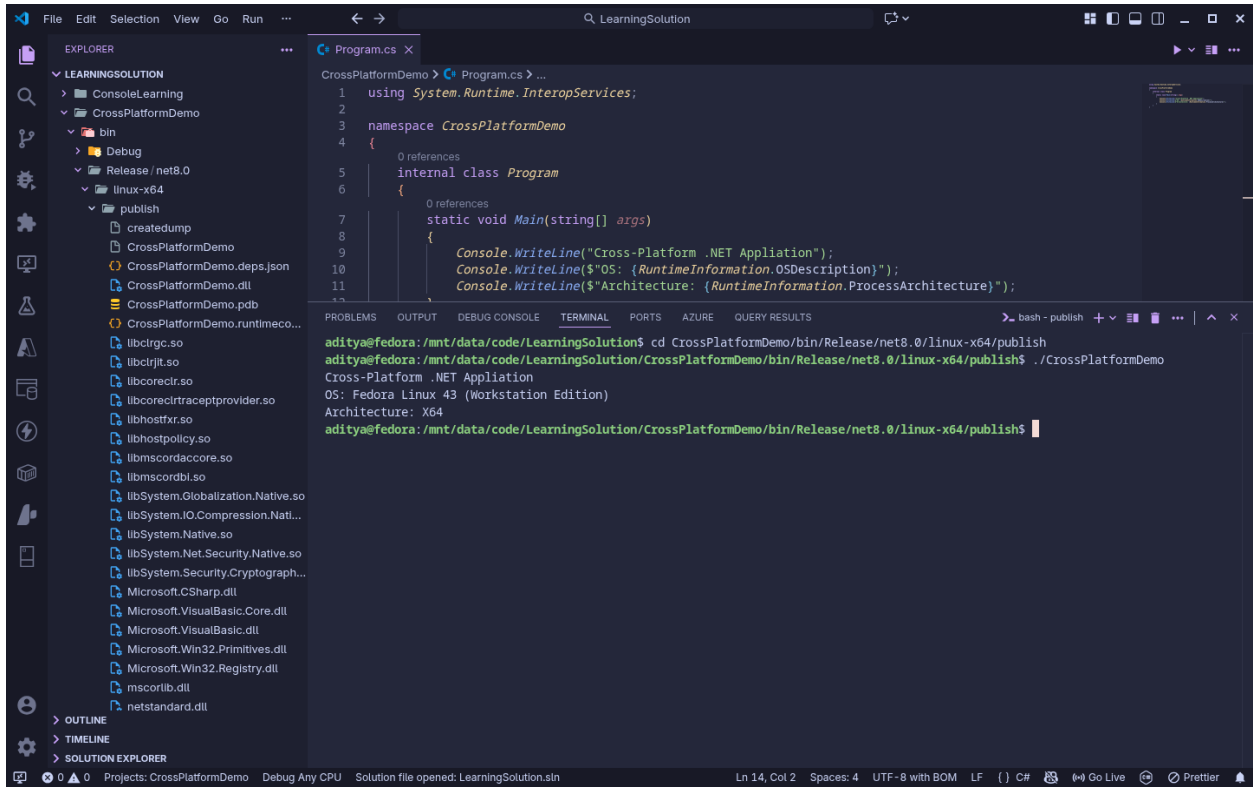 File Edit Selection View Go Run ··· LearningSolution
EXPLORER ···
LEARNINGSOLUTION
ConsoleLearning
CrossPlatformDemo
bin
Debug
Release / net8.0
linux-x64
publish
createdump
CrossPlatformDemo
CrossPlatformDemo.deps.json
CrossPlatformDemo.dll
CrossPlatformDemo.pdb
CrossPlatformDemo.runtimeco...
libclrgc.so
libclrjit.so
libcoreclr.so
libcoreclrtraceptprovider.so
libhostfxr.so
libhostpolicy.so
libmscordaccore.so
libmscordbi.so
libSystem.Globalization.Native.so
libSystem.IO.Compression.Nati...
libSystem.Native.so
libSystem.Net.Security.Native.so
libSystem.Security.Cryptograph...
Microsoft.CSharp.dll
Microsoft.VisualBasic.Core.dll
Microsoft.VisualBasic.dll
Microsoft.Win32.Primitives.dll
Microsoft.Win32.Registry.dll
mscorlib.dll
netstandard.dll
OUTLINE
TIMELINE
SOLUTION EXPLORER
Program.cs
CrossPlatformDemo > Program.cs > ...
1 using System.Runtime.InteropServices;
2
3 namespace CrossPlatformDemo
4 {
0 references
5 internal class Program
6 {
0 references
7 static void Main(string[] args)
8 {
9 Console.WriteLine("Cross-Platform .NET Appliation");
10 Console.WriteLine($"OS: {RuntimeInformation.OSDescription}");
11 Console.WriteLine($"Architecture: {RuntimeInformation.ProcessArchitecture}");
12 }
PROBLEMS OUTPUT DEBUG CONSOLE TERMINAL PORTS AZURE QUERY RESULTS bash - publish
aditya@fedora:/mnt/data/code/LearningSolution$ cd CrossPlatformDemo/bin/Release/net8.0/linux-x64/publish
aditya@fedora:/mnt/data/code/LearningSolution/CrossPlatformDemo/bin/Release/net8.0/linux-x64/publish$ ./CrossPlatformDemo
Cross-Platform .NET Appliation
OS: Fedora Linux 43 (Workstation Edition)
Architecture: X64
aditya@fedora:/mnt/data/code/LearningSolution/CrossPlatformDemo/bin/Release/net8.0/linux-x64/publish$
0 0 Projects: CrossPlatformDemo Debug Any CPU Solution file opened: LearningSolution.sln Ln 14, Col 2 Spaces: 4 UTF-8 with BOM LF { } C# Go Live Prettier